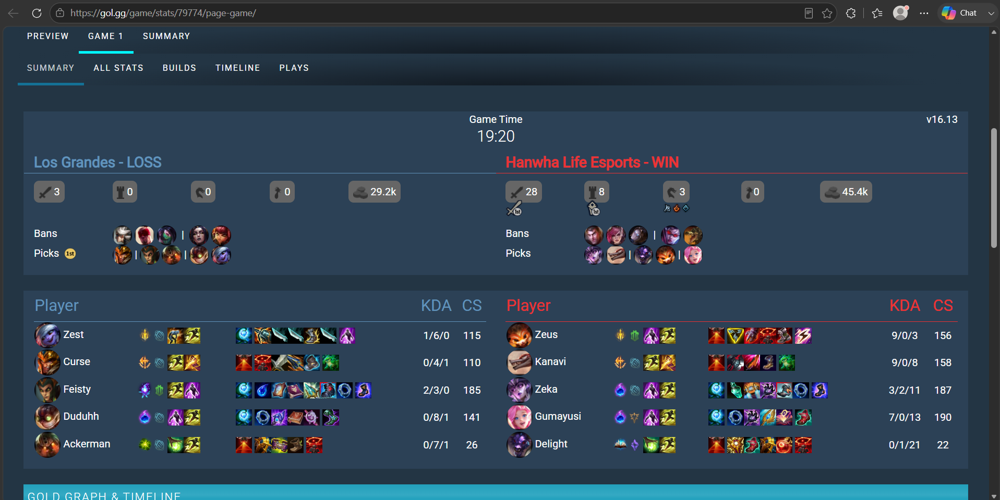 https://gol.gg/game/stats/79774/page-game/
Chat
PREVIEW GAME 1 SUMMARY
SUMMARY ALL STATS BUILDS TIMELINE PLAYS
Game Time
v16.13
19:20
Los Grandes - LOSS
3 0 0 0 29.2k
Bans
Picks 1st
Hanwha Life Esports - WIN
28 8 3 0 45.4k
1st 1st
Bans
Picks
Player KDA CS
Zest 1/6/0 115
Curse 0/4/1 110
Feisty 2/3/0 185
Duduhh 0/8/1 141
Ackerman 0/7/1 26
Player KDA CS
Zeus 9/0/3 156
Kanavi 9/0/8 158
Zeka 3/2/11 187
Gumayusi 7/0/13 190
Delight 0/1/21 22
GOLD GRAPH & TIMELINE